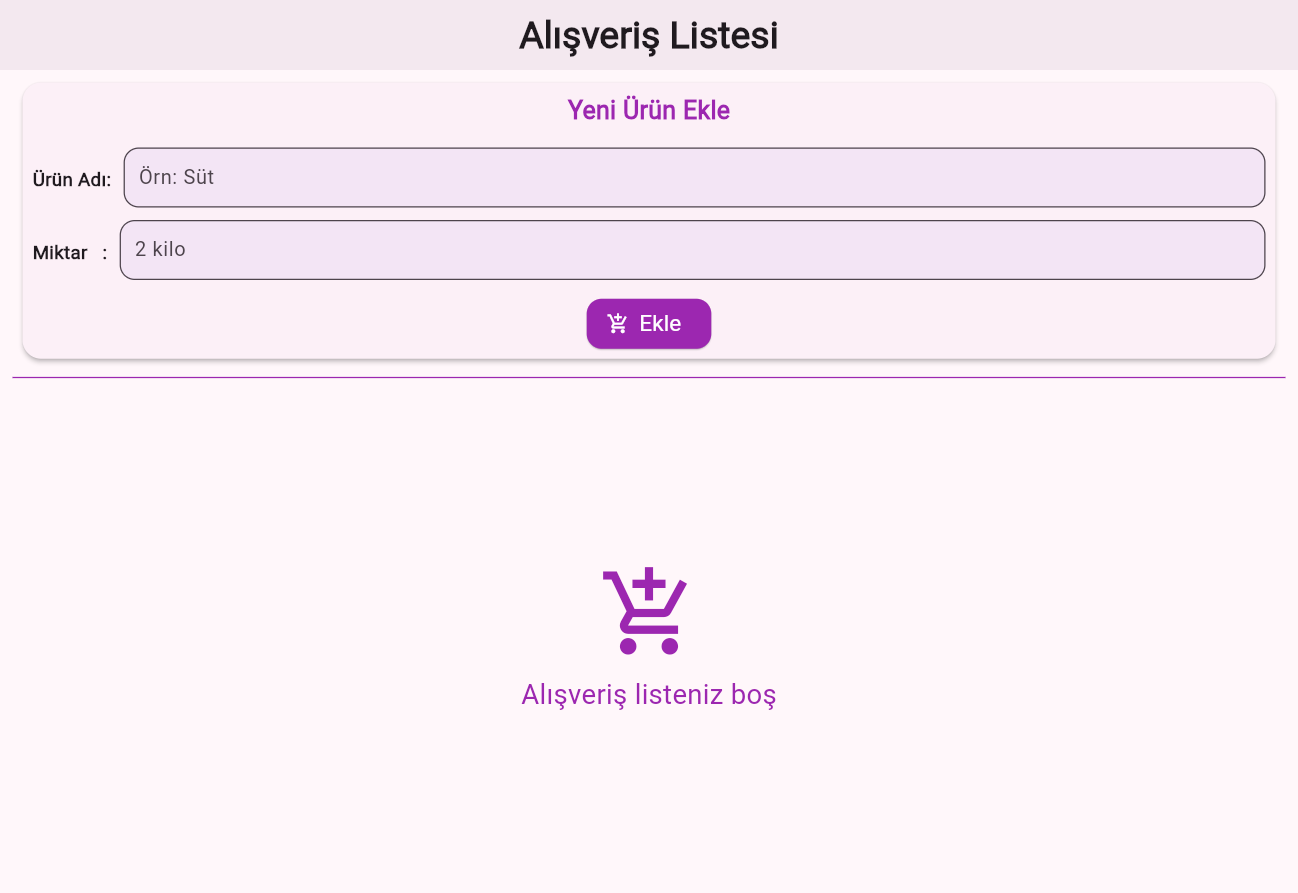 Alışveriş Listesi
Yeni Ürün Ekle
Ürün Adı: Örn: Süt
Miktar : 2 kilo
Ekle
Alışveriş listeniz boş